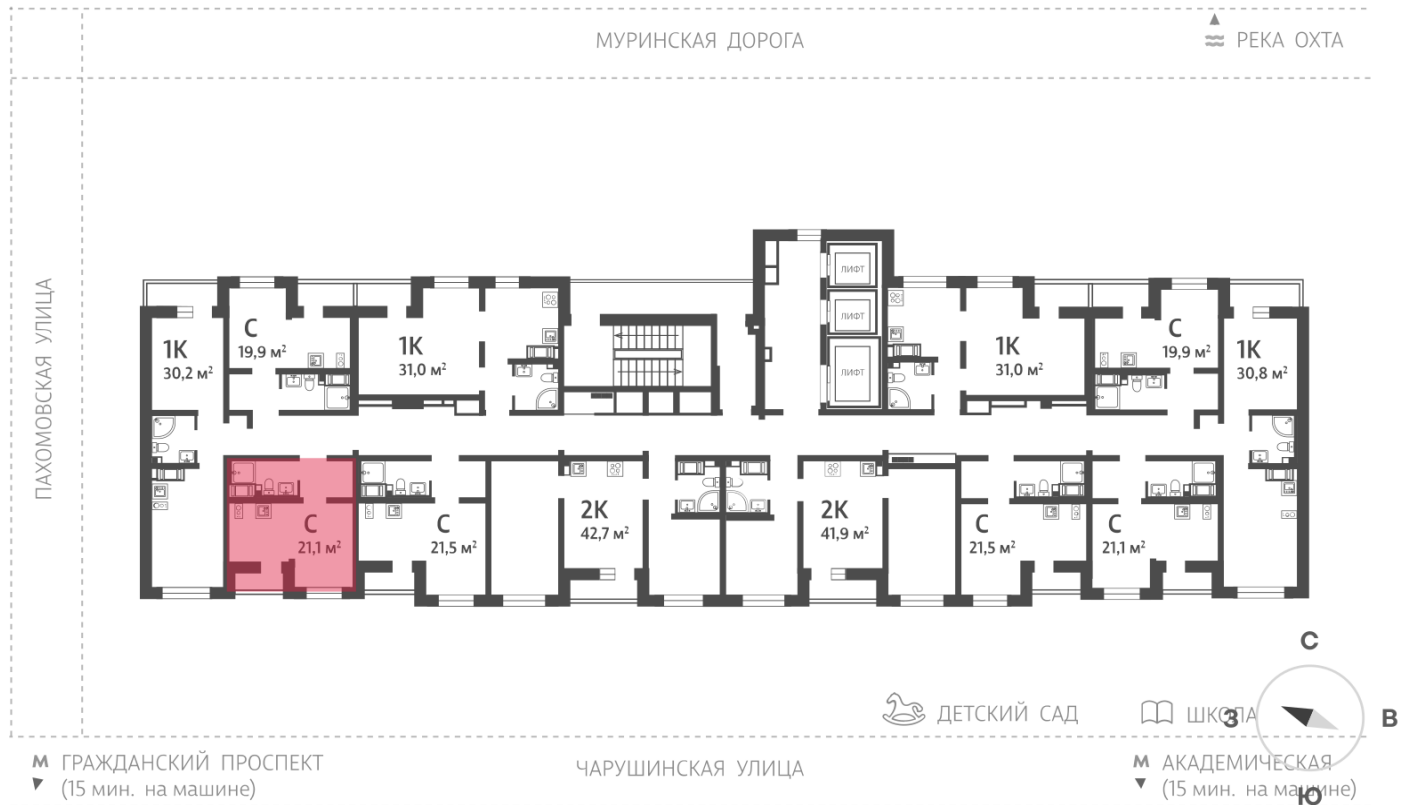 МУРИНСКАЯ ДОРОГА
РЕКА ОХТА
ПАХОМОВСКАЯ УЛИЦА
ЛИФТ
ЛИФТ
ЛИФТ
1К
30,2 м²
С
19,9 м²
1К
31,0 м²
1К
31,0 м²
С
19,9 м²
1К
30,8 м²
С
21,1 м²
С
21,5 м²
2К
42,7 м²
2К
41,9 м²
С
21,5 м²
С
21,1 м²
ДЕТСКИЙ САД
ШКОЛА
С
З
В
Ю
М ГРАЖДАНСКИЙ ПРОСПЕКТ
(15 мин. на машине)
ЧАРУШИНСКАЯ УЛИЦА
М АКАДЕМИЧЕСКАЯ
(15 мин. на машине)